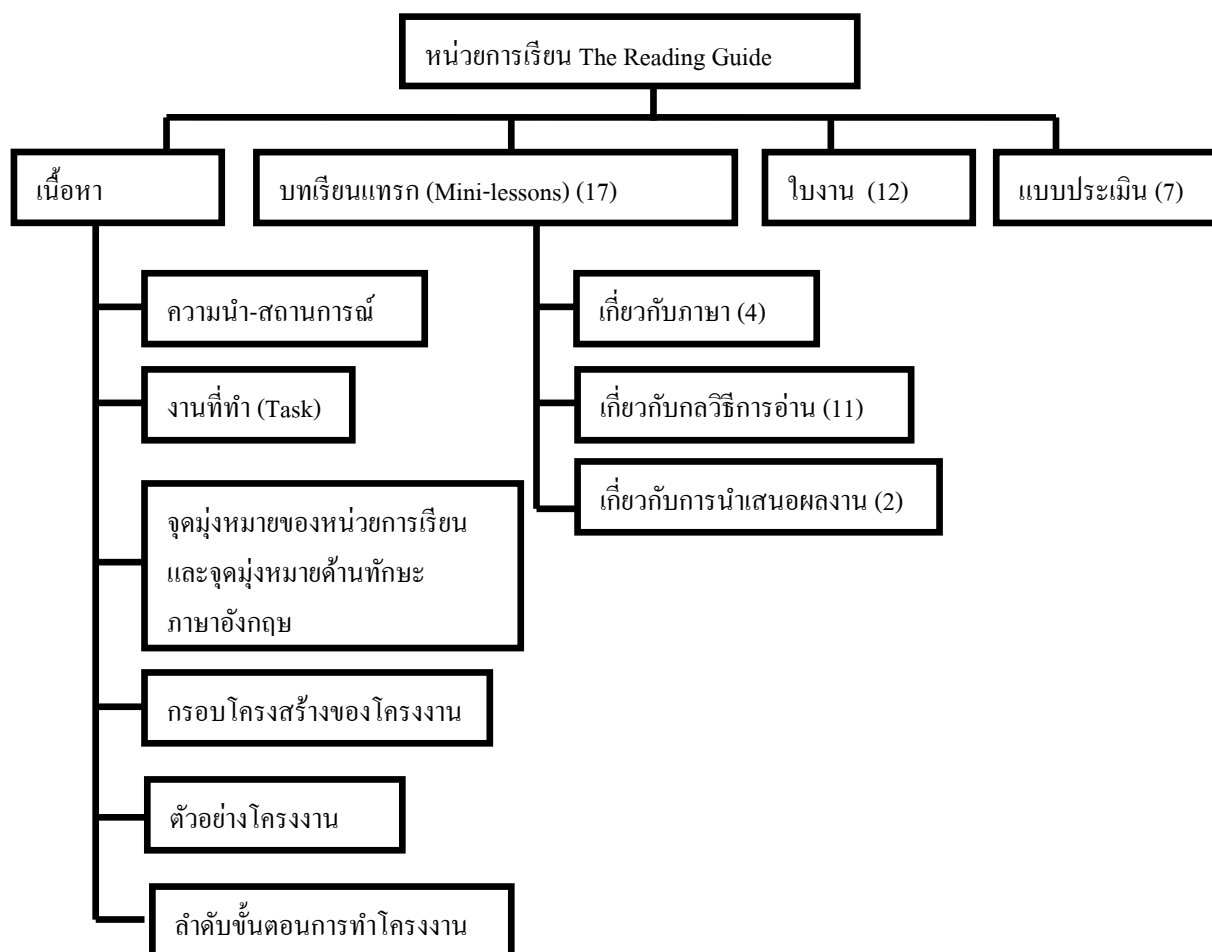 หน่วยการเรียน The Reading Guide
เนื้อหา
บทเรียนแทรก (Mini-lessons) (17)
ใบงาน (12)
แบบประเมิน (7)
ความนำ-สถานการณ์
งานที่ทำ (Task)
จุดมุ่งหมายของหน่วยการเรียน
และจุดมุ่งหมายด้านทักษะ
ภาษาอังกฤษ
กรอบโครงสร้างของโครงงาน
ตัวอย่างโครงงาน
ลำดับขั้นตอนการทำโครงงาน
เกี่ยวกับภาษา (4)
เกี่ยวกับกลวิธีการอ่าน (11)
เกี่ยวกับการนำเสนอผลงาน (2)